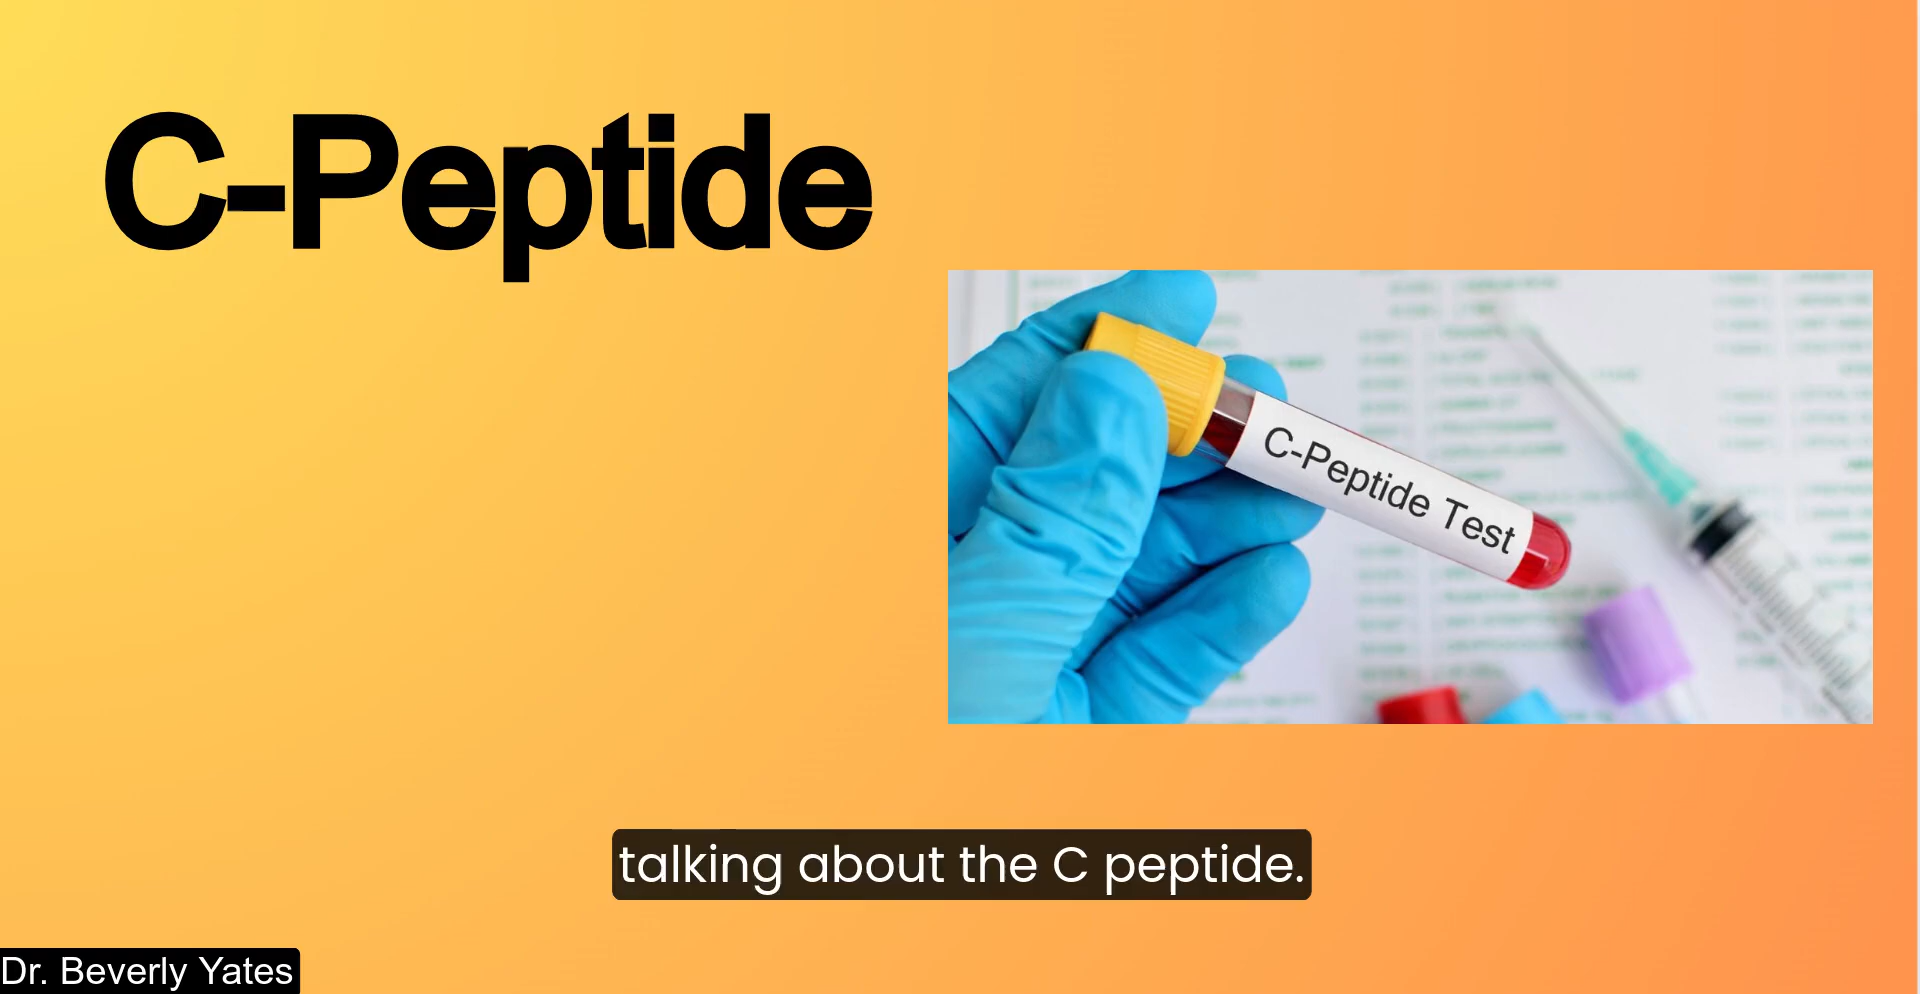 C-Peptide
C-Peptide Test
talking about the C peptide.
Dr. Beverly Yates